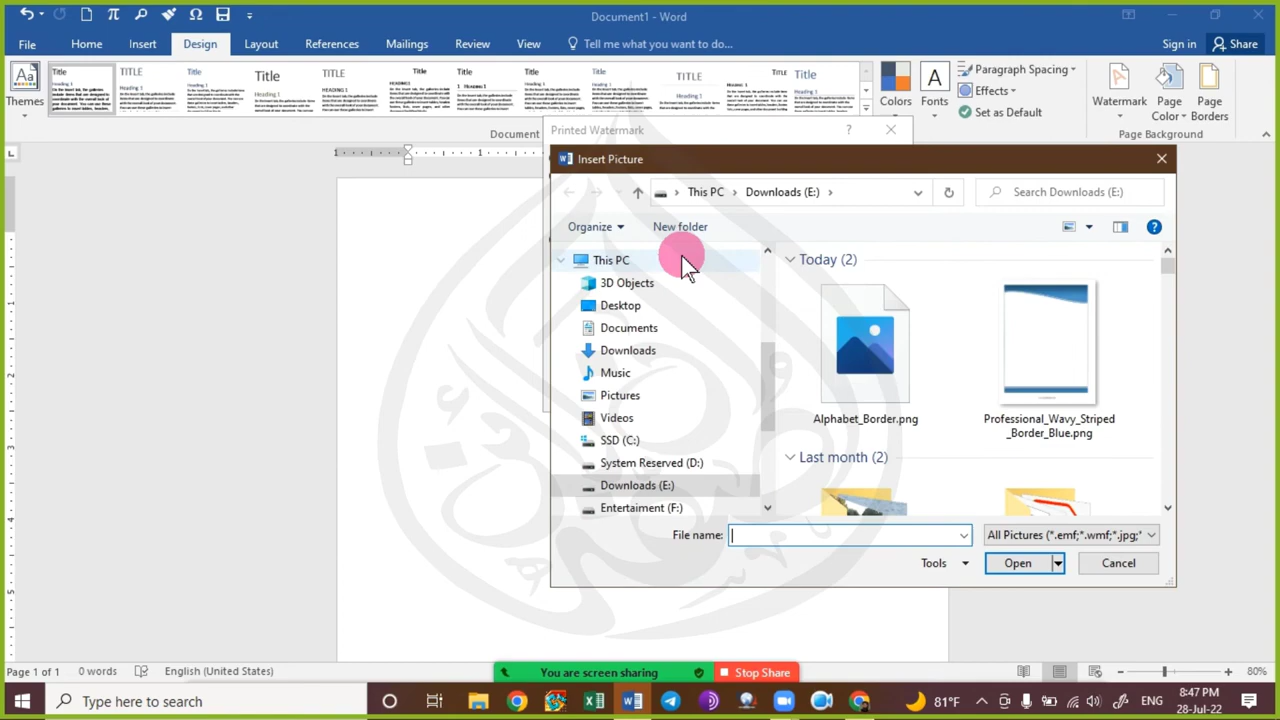 Document1 - Word
File Home Insert Design Layout References Mailings Review View Tell me what you want to do... Sign in Share
Themes
Colors
Fonts
Paragraph Spacing
Effects
Set as Default
Watermark
Page Color
Page Borders
Document
Page Background
Printed Watermark
Insert Picture
This PC Downloads (E:)
Search Downloads (E:)
Organize New folder
This PC
3D Objects
Desktop
Documents
Downloads
Music
Pictures
Videos
SSD (C:)
System Reserved (D:)
Downloads (E:)
Entertaiment (F:)
Today (2)
Alphabet_Border.png
Professional_Wavy_Striped
_Border_Blue.png
Last month (2)
File name:
All Pictures (*.emf;*.wmf;*.jpg;*
Tools Open Cancel
Page 1 of 1 0 words English (United States) 80%
You are screen sharing Stop Share
Type here to search
81°F
ENG
8:47 PM
28-Jul-22